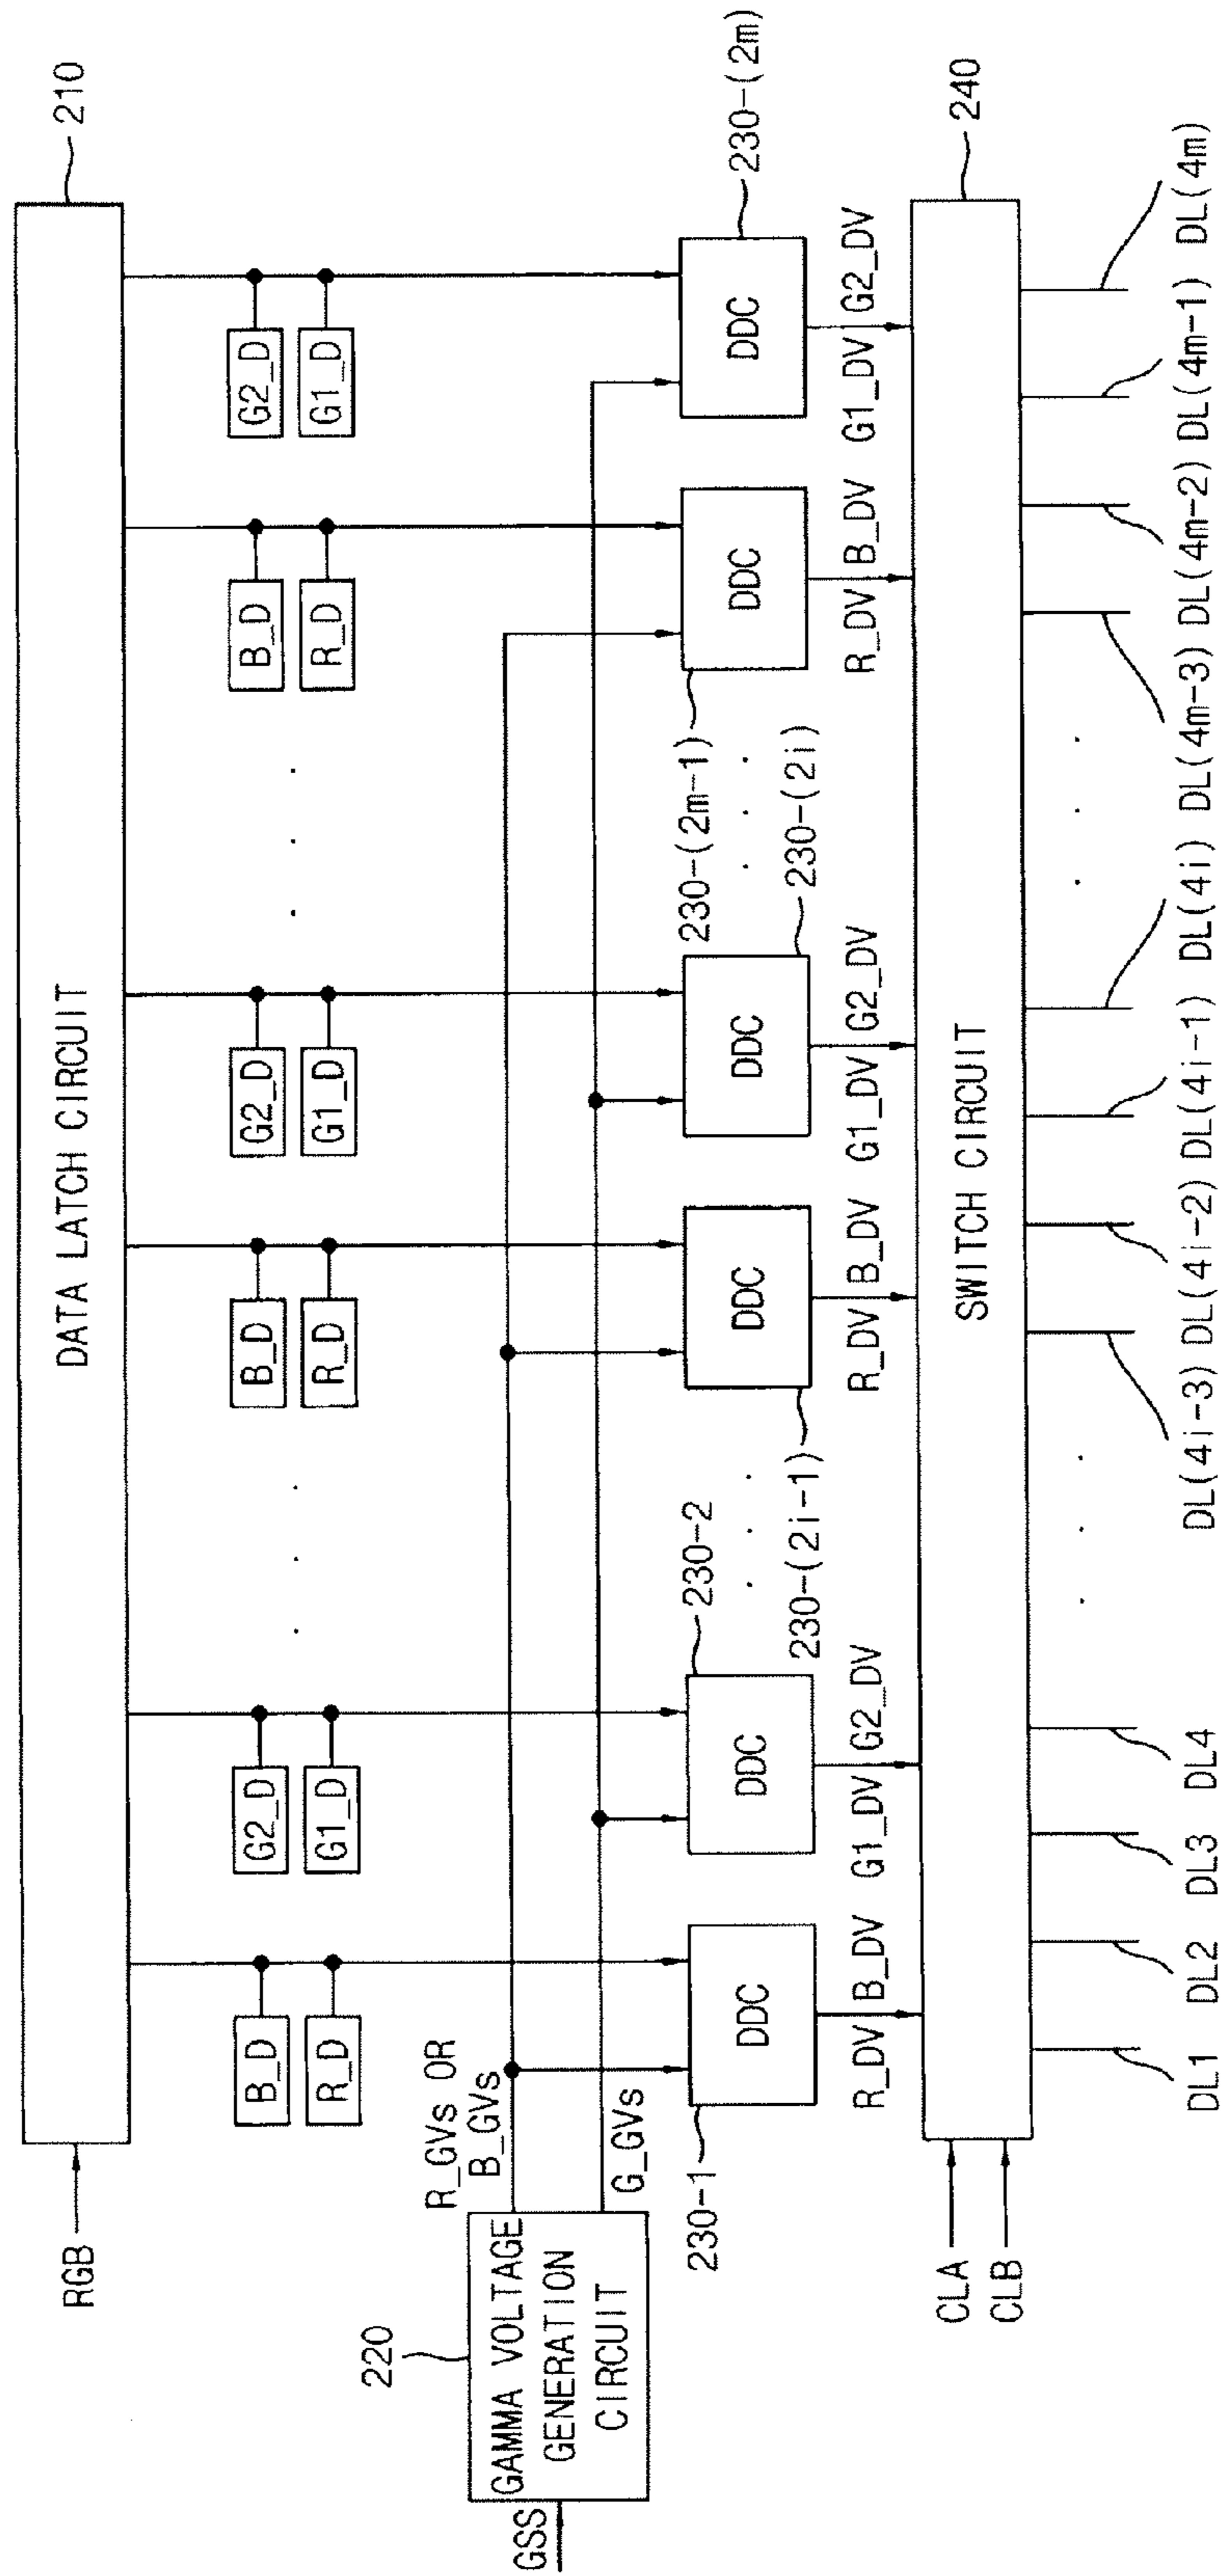 RGB
DATA LATCH CIRCUIT
210
B_D
R_D
G2_D
G1_D
B_D
R_D
G2_D
G1_D
B_D
R_D
G2_D
G1_D
220
GSS
GAMMA VOLTAGE
GENERATION
CIRCUIT
R_GVs OR
B_GVs
G_GVs
230-1
DDC
230-2
DDC
230-(2i-1)
DDC
230-(2i)
DDC
230-(2m-1)
DDC
230-(2m)
DDC
R_DV
B_DV
G1_DV
G2_DV
R_DV
B_DV
G1_DV
G2_DV
R_DV
B_DV
G1_DV
G2_DV
CLA
CLB
SWITCH CIRCUIT
240
DL1
DL2
DL3
DL4
DL(4i-3)
DL(4i-2)
DL(4i-1)
DL(4i)
DL(4m-3)
DL(4m-2)
DL(4m-1)
DL(4m)